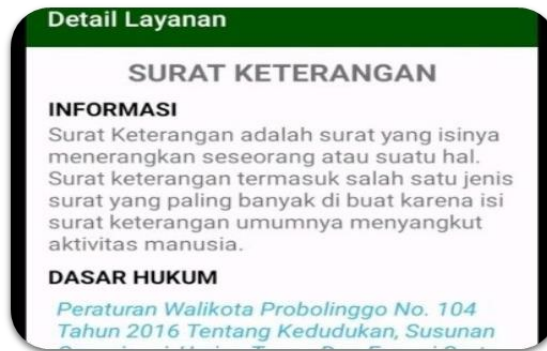 Detail Layanan
SURAT KETERANGAN
INFORMASI
Surat Keterangan adalah surat yang isinya
menerangkan seseorang atau suatu hal.
Surat keterangan termasuk salah satu jenis
surat yang paling banyak di buat karena isi
surat keterangan umumnya menyangkut
aktivitas manusia.
DASAR HUKUM
Peraturan Walikota Probolinggo No. 104
Tahun 2016 Tentang Kedudukan, Susunan